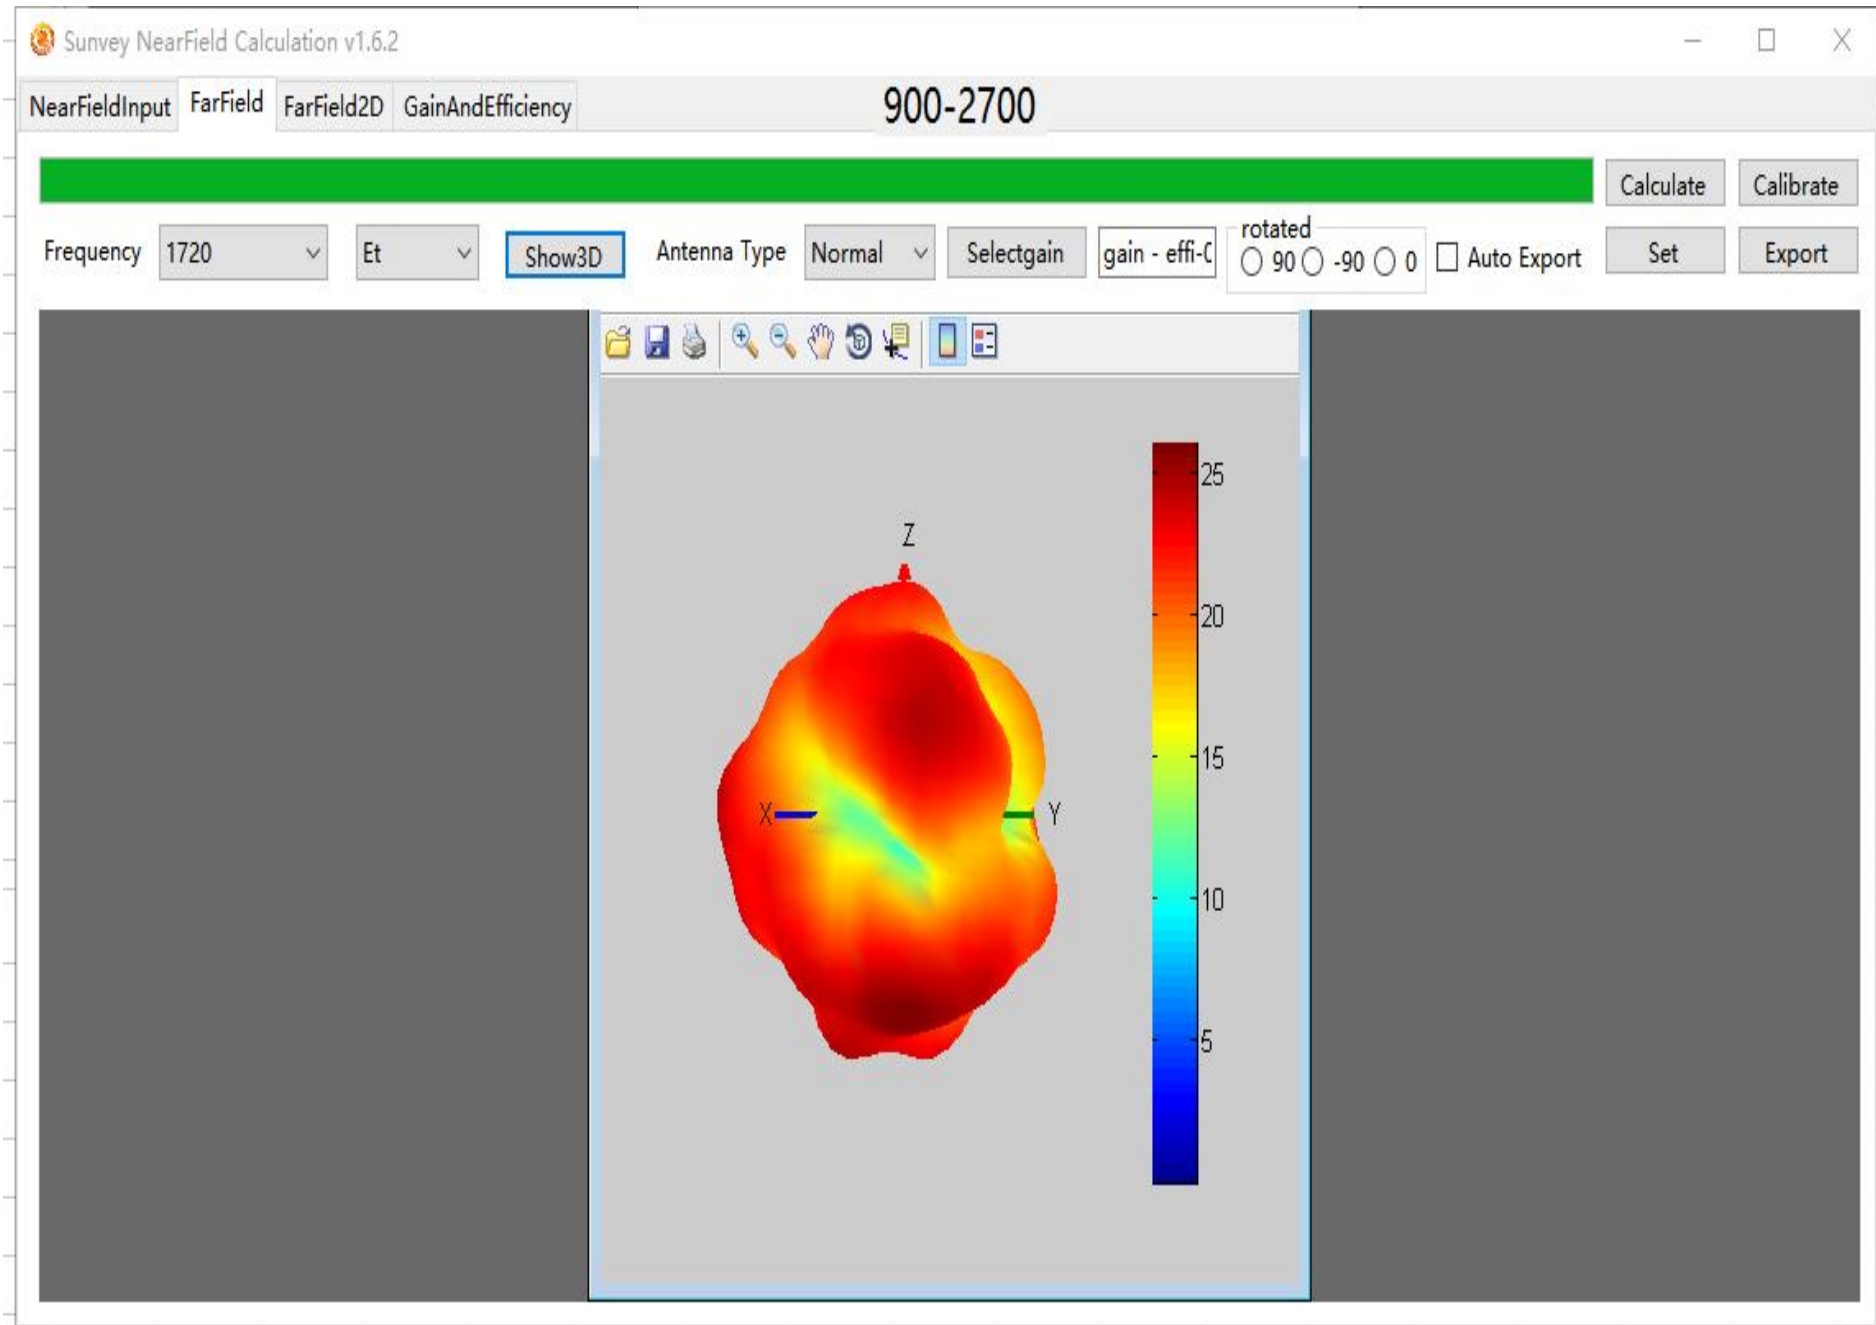 Sunvey NearField Calculation v1.6.2
NearFieldInput FarField FarField2D GainAndEfficiency 900-2700
Calculate Calibrate
Frequency 1720 Et Show3D Antenna Type Normal Selectgain gain - effi-C rotated 90 -90 0 Auto Export Set Export
25
Z
20
15
X Y
10
5